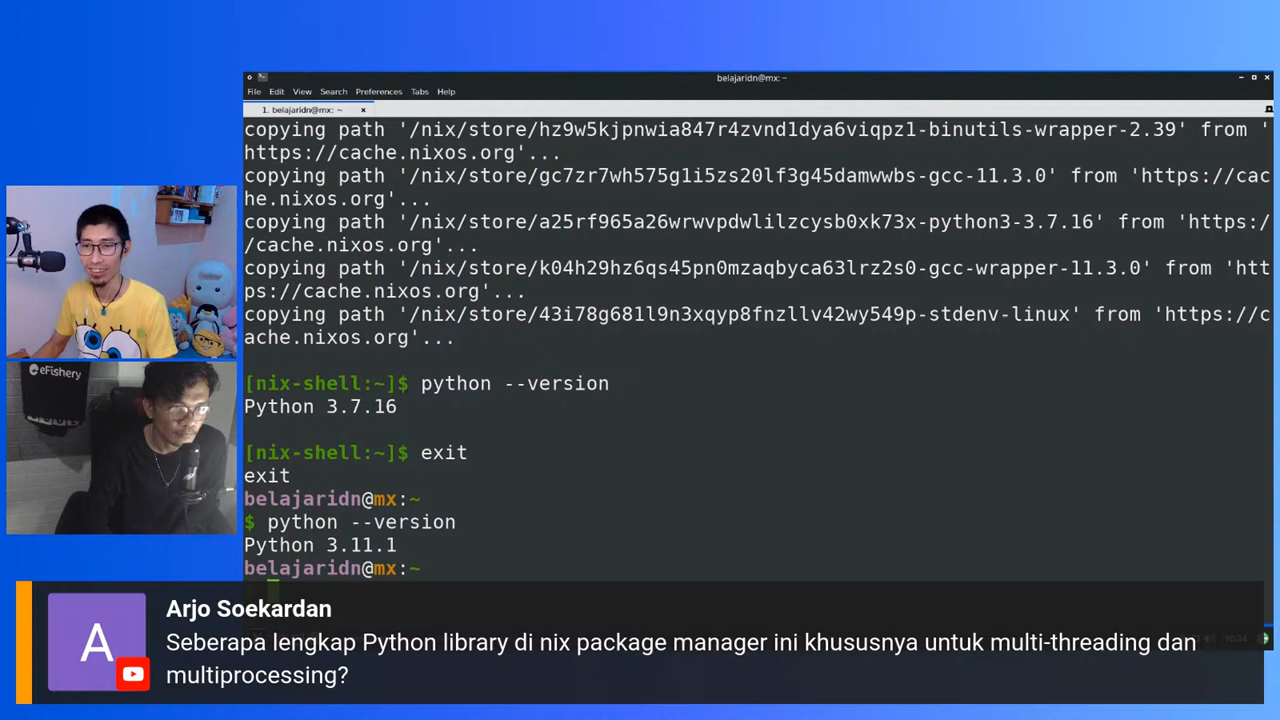 belajaridn@mx: ~
File Edit View Search Preferences Tabs Help
1. belajaridn@mx: ~ ×
copying path '/nix/store/hz9w5kjpnwia847r4zvnd1dya6viqpz1-binutils-wrapper-2.39' from '
https://cache.nixos.org'...
copying path '/nix/store/gc7zr7wh575g1i5zs20lf3g45damwwbs-gcc-11.3.0' from 'https://cac
he.nixos.org'...
copying path '/nix/store/a25rf965a26wrwvpdwlilzcysb0xk73x-python3-3.7.16' from 'https:/
/cache.nixos.org'...
copying path '/nix/store/k04h29hz6qs45pn0mzaqbyca63lrz2s0-gcc-wrapper-11.3.0' from 'htt
ps://cache.nixos.org'...
copying path '/nix/store/43i78g681l9n3xqyp8fnzllv42wy549p-stdenv-linux' from 'https://c
ache.nixos.org'...
[nix-shell:~]$ python --version
Python 3.7.16
[nix-shell:~]$ exit
exit
belajaridn@mx:~
$ python --version
Python 3.11.1
belajaridn@mx:~
eFishery
A
Arjo Soekardan
Seberapa lengkap Python library di nix package manager ini khususnya untuk multi-threading dan
multiprocessing?